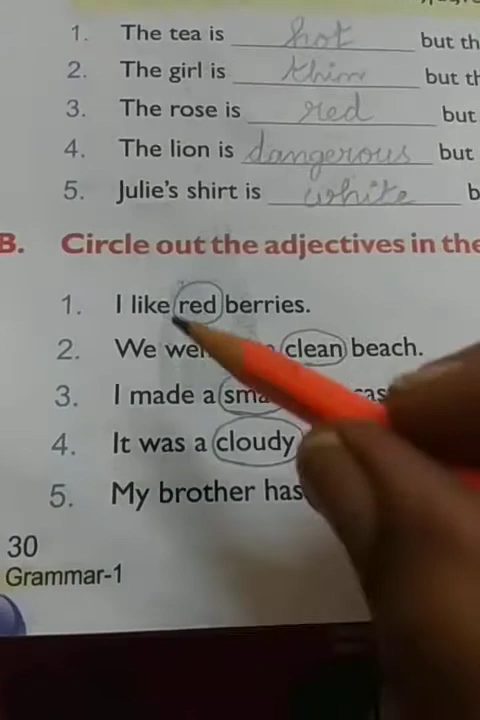 1. The tea is hot but th
2. The girl is thin but th
3. The rose is red but
4. The lion is dangerous but
5. Julie's shirt is white b
B. Circle out the adjectives in the
1. I like red berries.
2. We a clean beach.
3. I made a
4. It was a cloudy
5. My brother has
30
Grammar-1